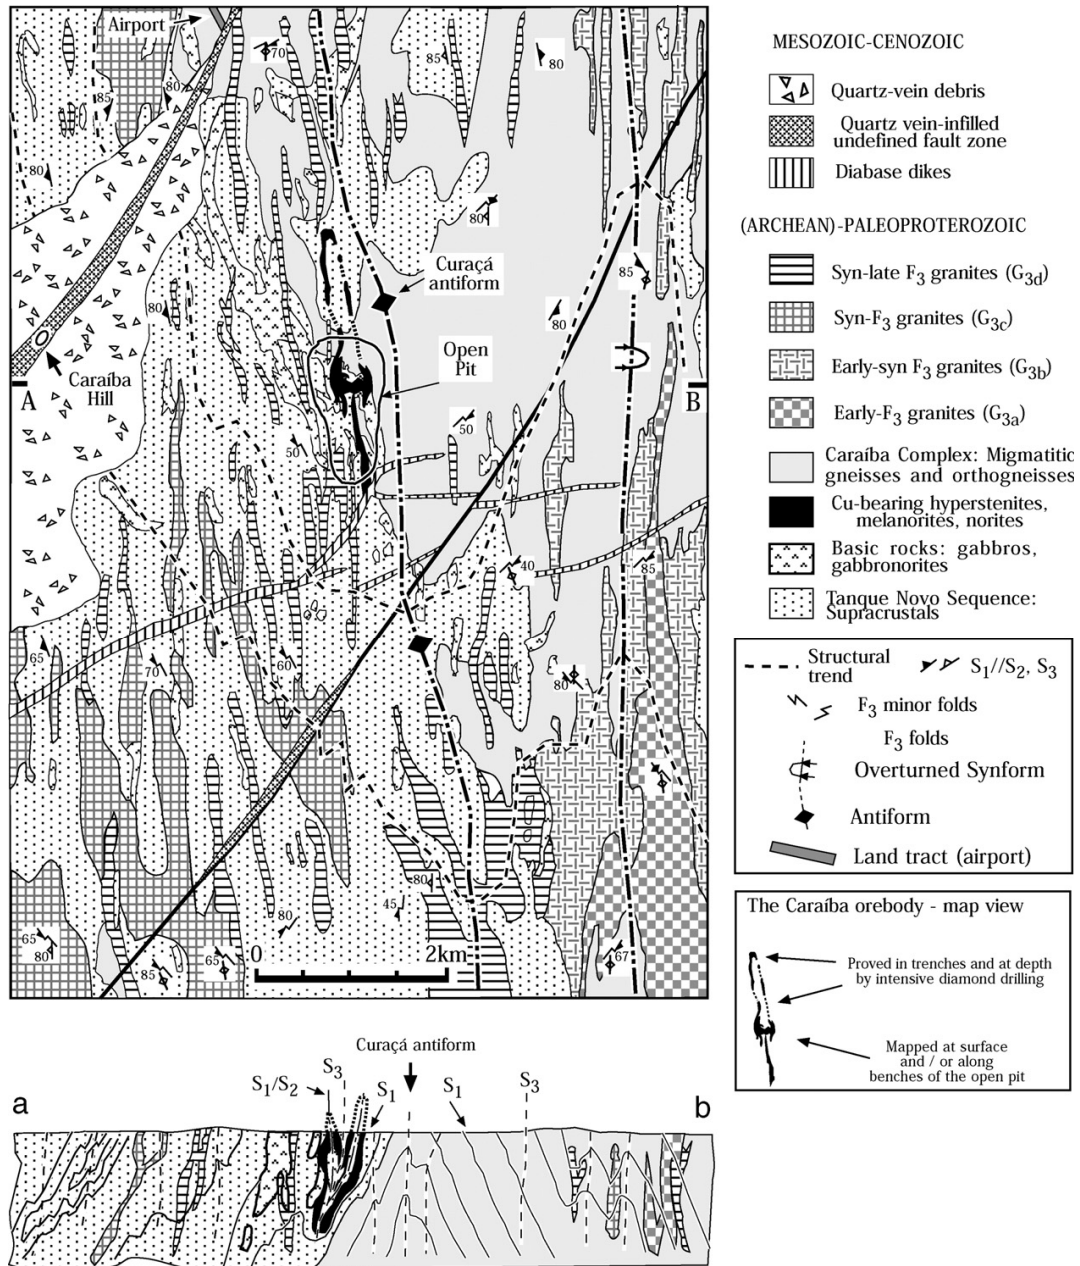 Airport
70
85
80
80
85
80
80
Curaçá
antiform
80
85
80
Open
Pit
Caraíba
Hill
A
B
50
50
40
85
65
70
60
80
80
45
80
65
80
85
65
67
0
2km
MESOZOIC-CENOZOIC
Quartz-vein debris
Quartz vein-infilled
undefined fault zone
Diabase dikes
(ARCHEAN)-PALEOPROTEROZOIC
Syn-late F3 granites (G3d)
Syn-F3 granites (G3c)
Early-syn F3 granites (G3b)
Early-F3 granites (G3a)
Caraíba Complex: Migmatitic
gneisses and orthogneisses
Cu-bearing hyperstenites,
melanorites, norites
Basic rocks: gabbros,
gabbronorites
Tanque Novo Sequence:
Supracrustals
Structural
trend
S1//S2, S3
F3 minor folds
F3 folds
Overturned Synform
Antiform
Land tract (airport)
The Caraíba orebody - map view
Proved in trenches and at depth
by intensive diamond drilling
Mapped at surface
and / or along
benches of the open pit
Curaçá antiform
a
S1/S2
S3
S1
S1
S3
b